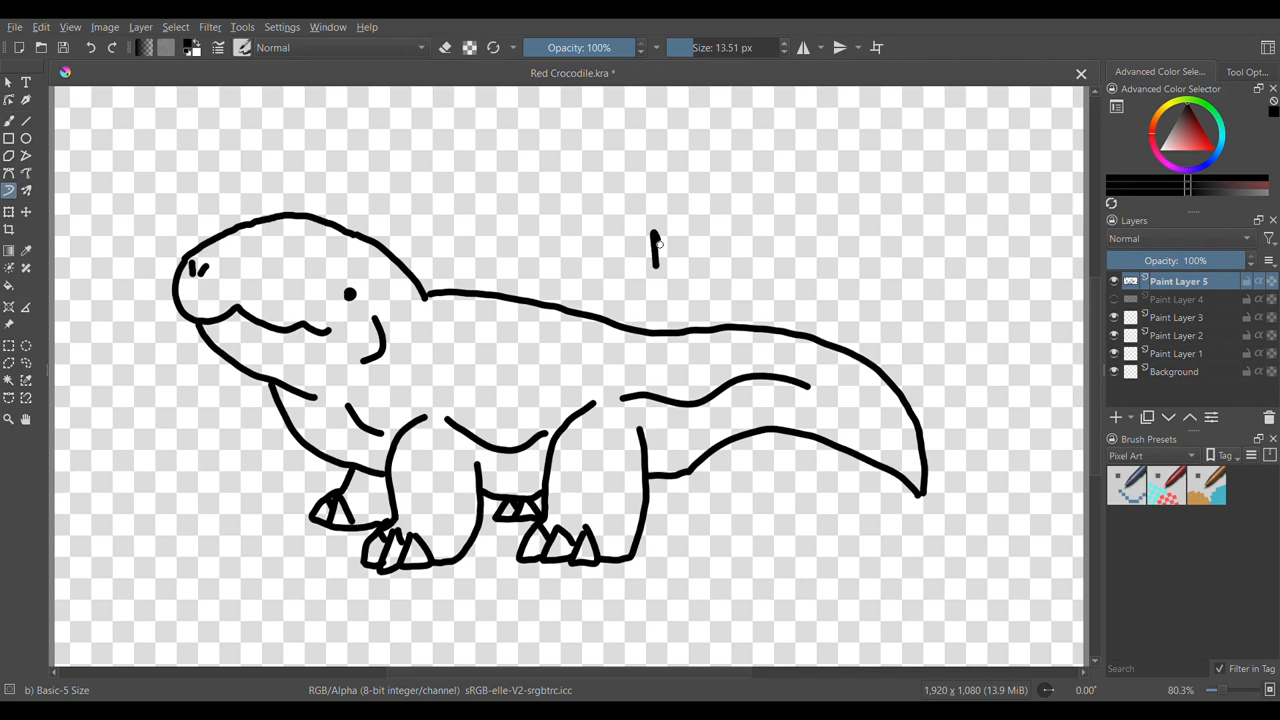 File Edit View Image Layer Select Filter Tools Settings Window Help
Normal Opacity: 100% Size: 13.51 px
Red Crocodile.kra *
Advanced Color Sele... Tool Opt...
Advanced Color Selector
Layers
Normal
Opacity: 100%
Paint Layer 5
Paint Layer 4
Paint Layer 3
Paint Layer 2
Paint Layer 1
Background
Brush Presets
Pixel Art Tag
Search Filter in Tag
b) Basic-5 Size RGB/Alpha (8-bit integer/channel) sRGB-elle-V2-srgbtrc.icc 1,920 x 1,080 (13.9 MiB) 0.00° 80.3%